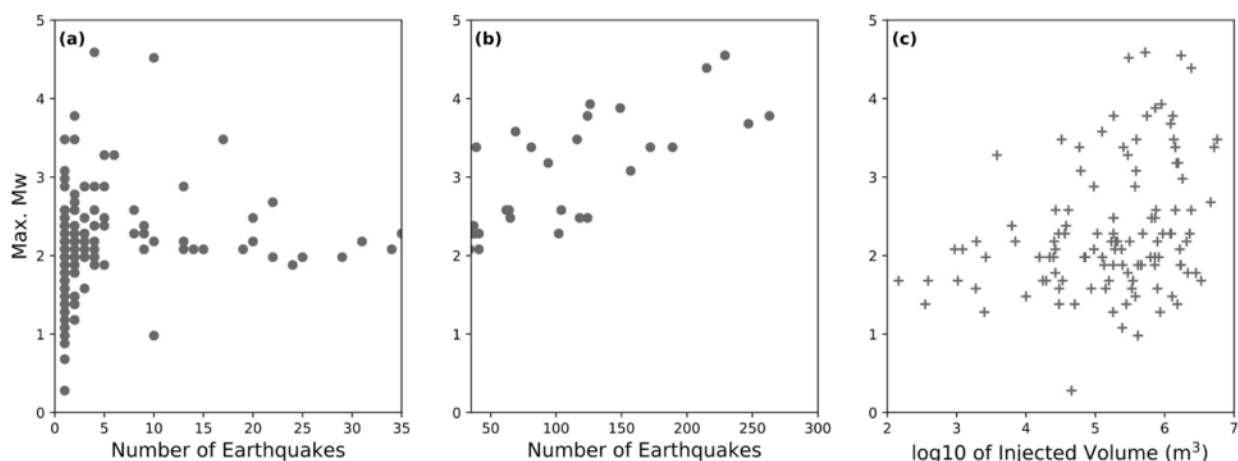 (a)
5
4
3
2
1
0
Max. Mw
0 5 10 15 20 25 30 35
Number of Earthquakes
(b)
5
4
3
2
1
0
50 100 150 200 250 300
Number of Earthquakes
(c)
5
4
3
2
1
0
2 3 4 5 6 7
log10 of Injected Volume (m³)